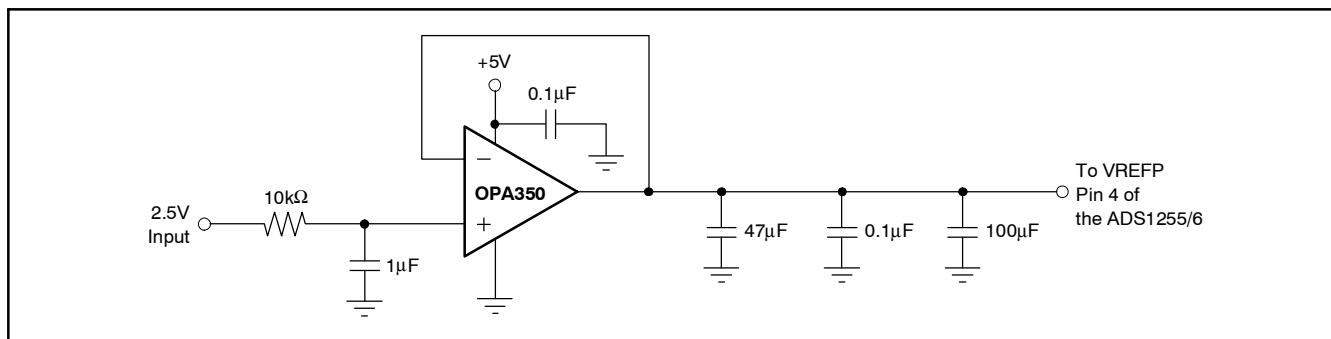 +5V
0.1µF
10kΩ
2.5V
Input
1µF
−
OPA350
+
47µF
0.1µF
100µF
To VREFP
Pin 4 of
the ADS1255/6